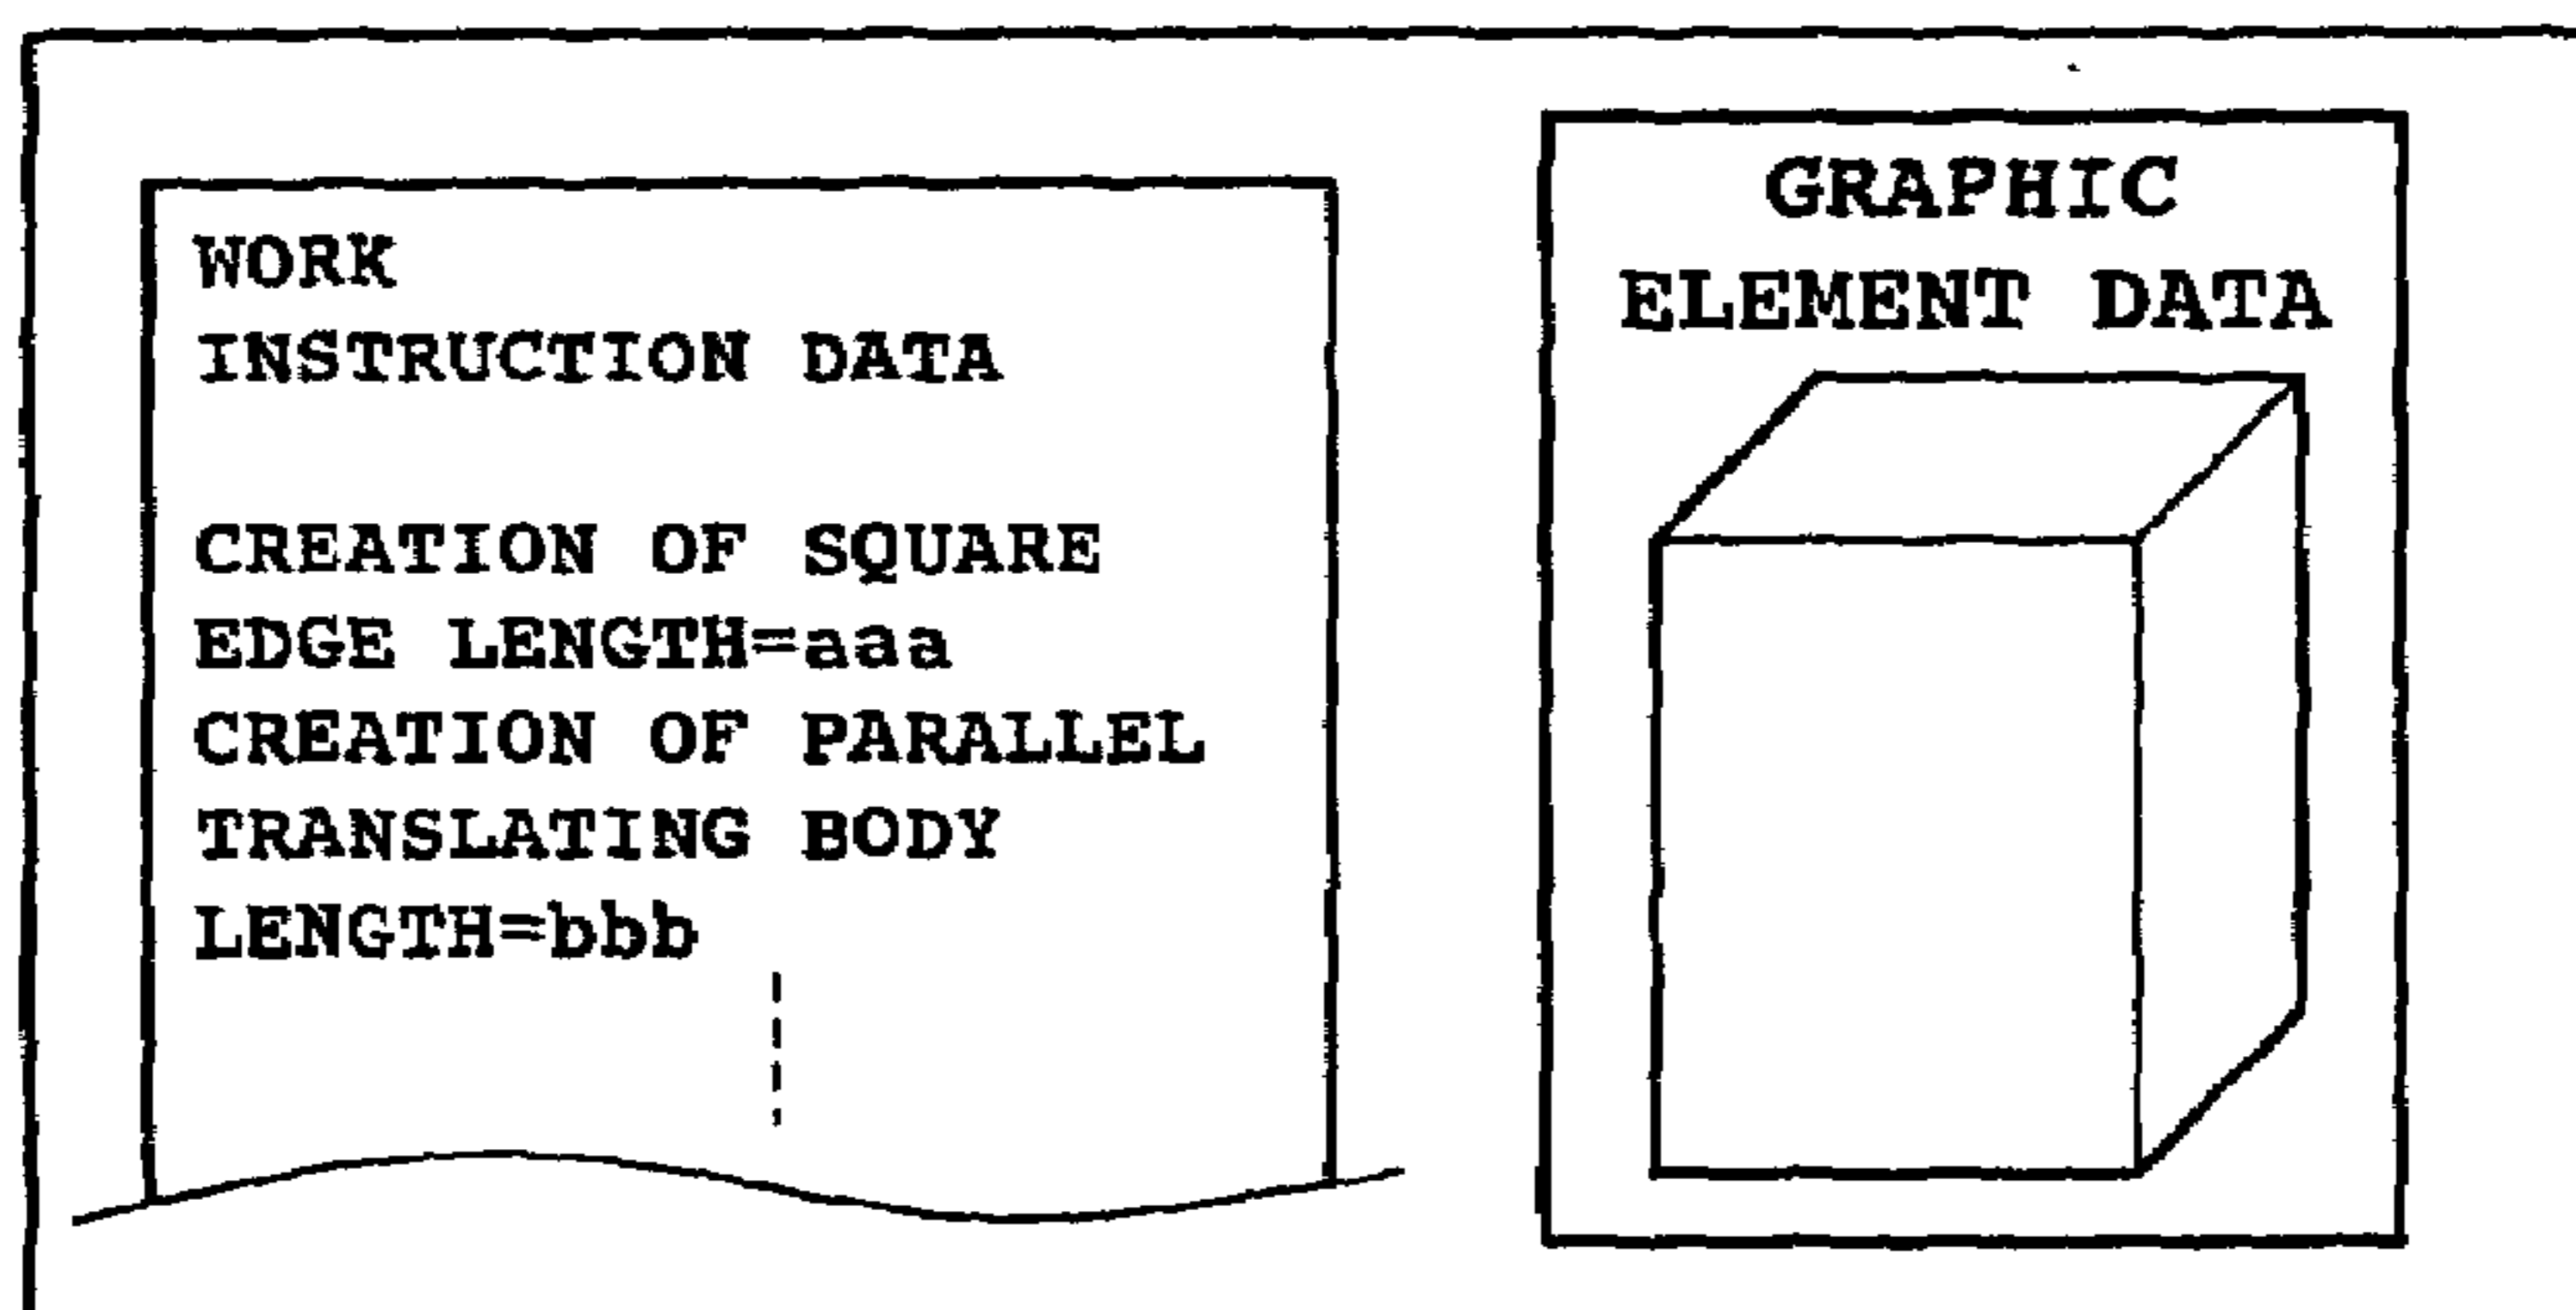 WORK
INSTRUCTION DATA
CREATION OF SQUARE
EDGE LENGTH=aaa
CREATION OF PARALLEL
TRANSLATING BODY
LENGTH=bbb
GRAPHIC
ELEMENT DATA